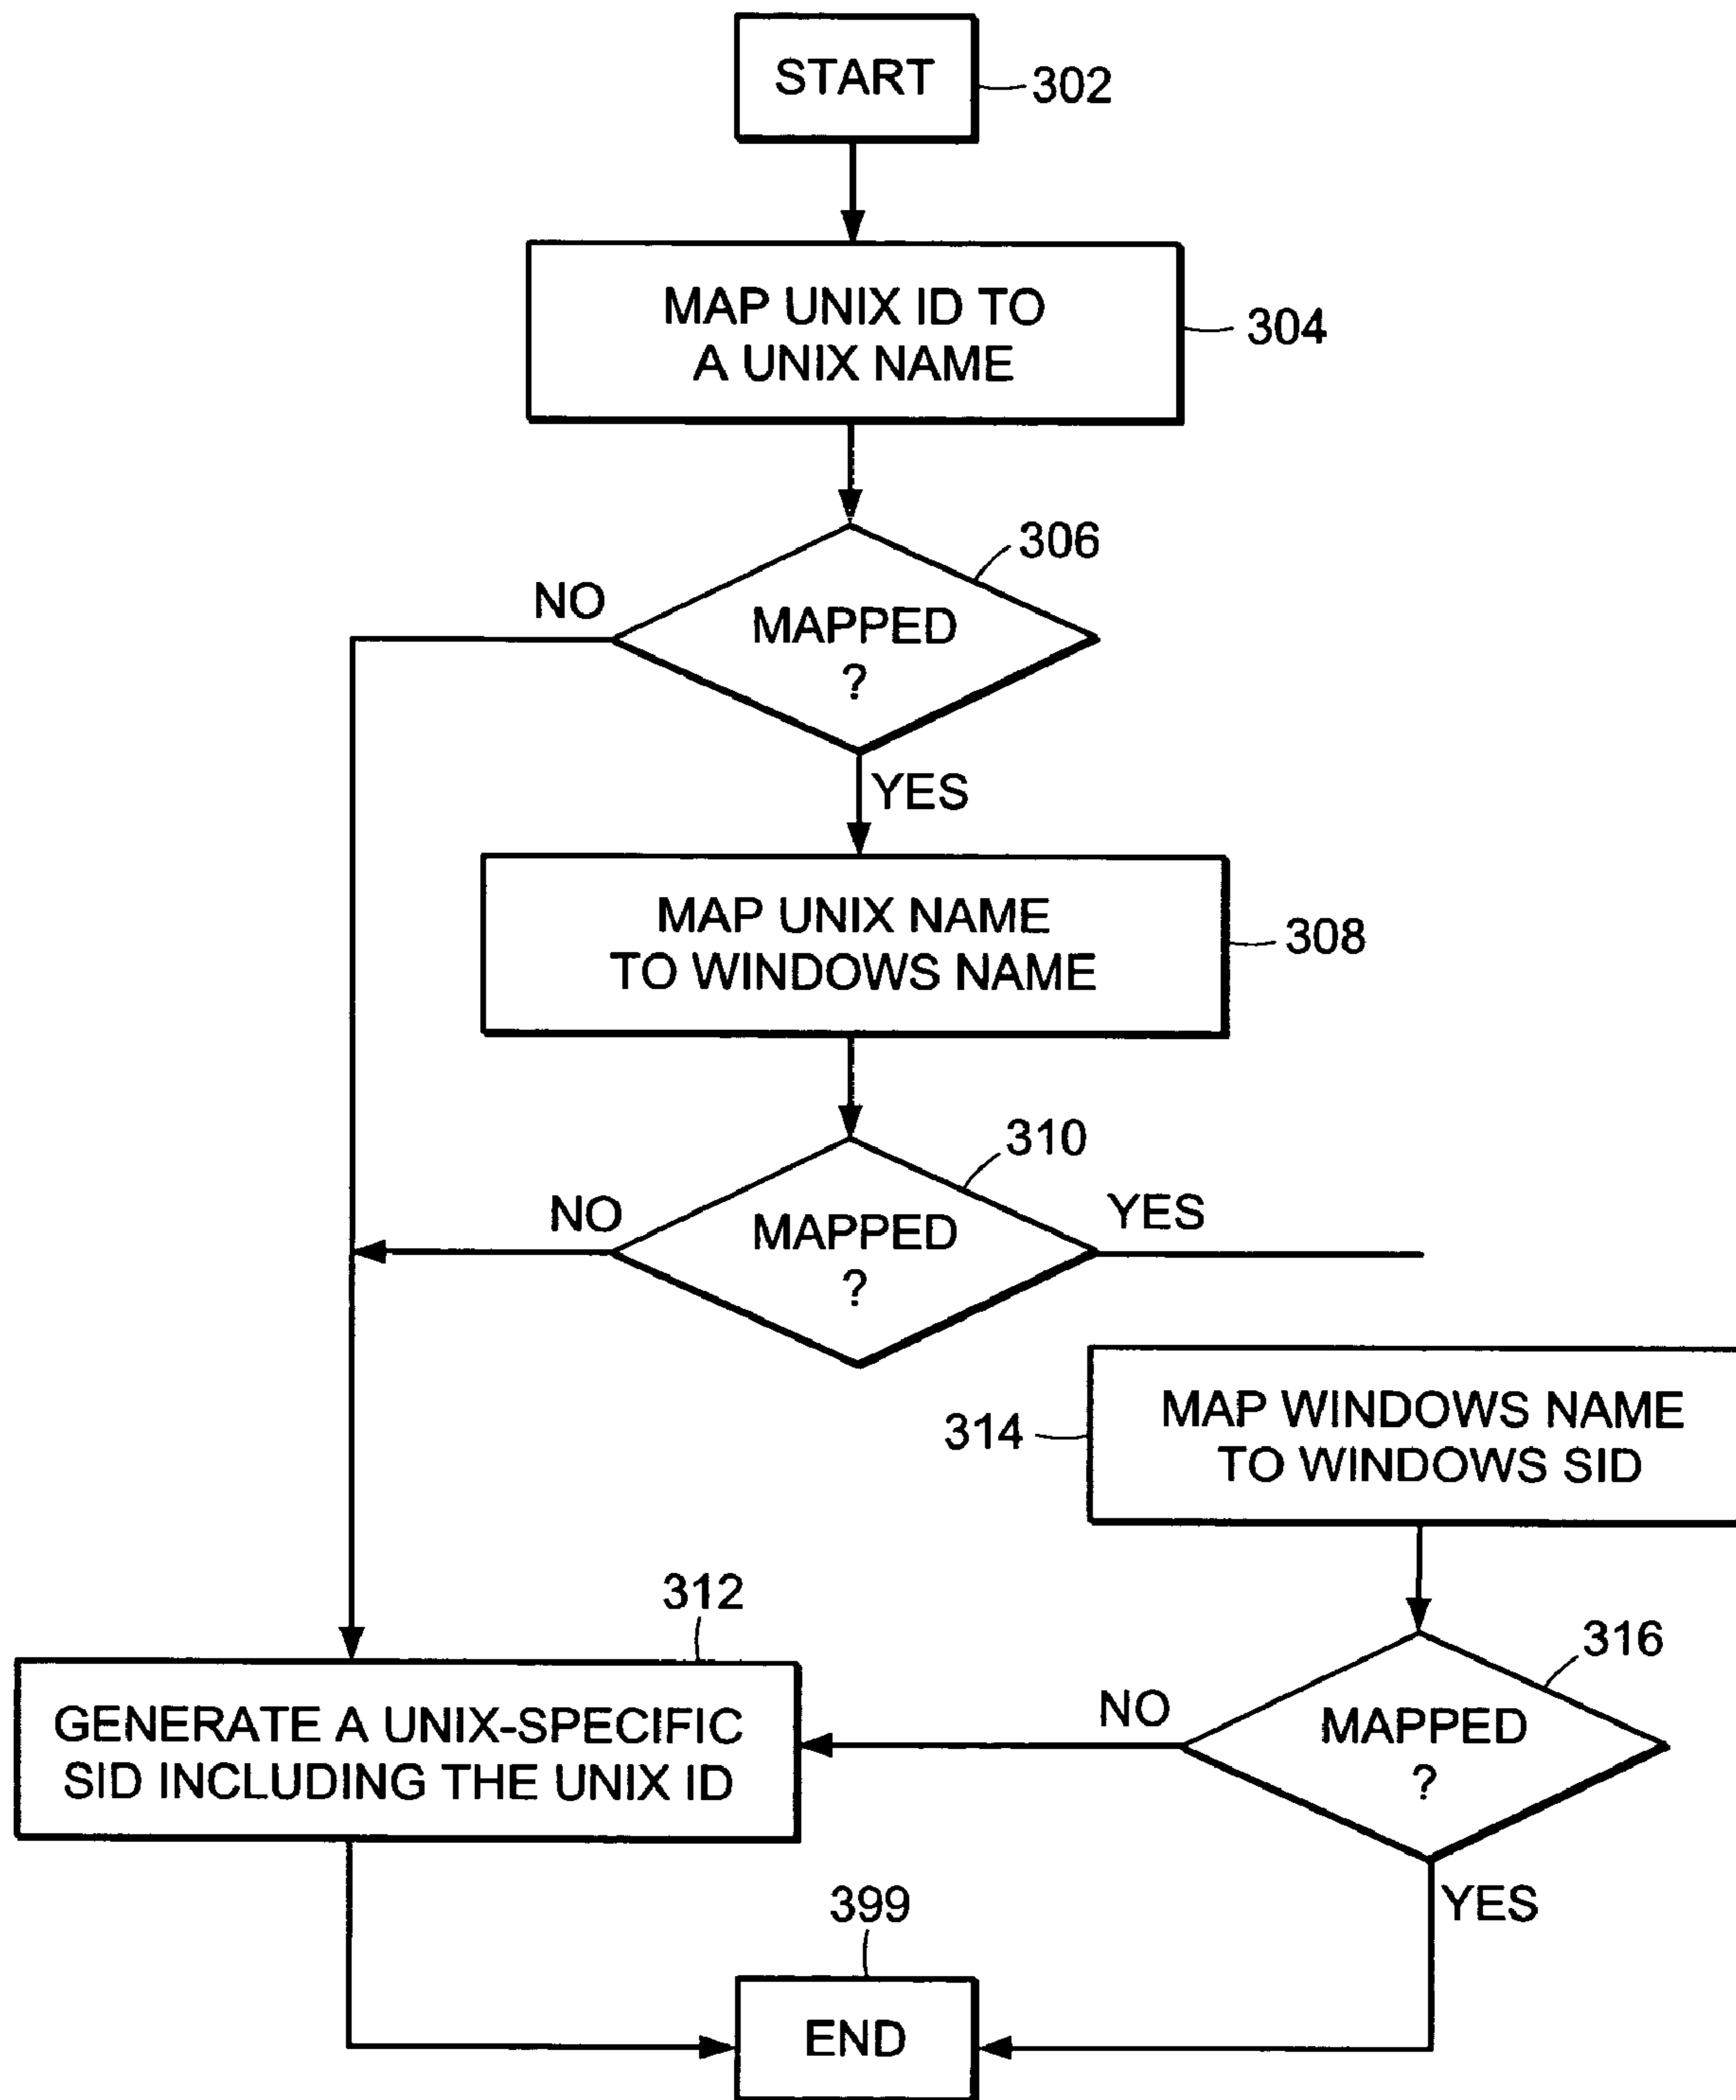 START
302
MAP UNIX ID TO
A UNIX NAME
304
306
NO
MAPPED
?
YES
MAP UNIX NAME
TO WINDOWS NAME
308
310
NO
MAPPED
?
YES
314
MAP WINDOWS NAME
TO WINDOWS SID
312
316
GENERATE A UNIX-SPECIFIC
SID INCLUDING THE UNIX ID
NO
MAPPED
?
YES
399
END